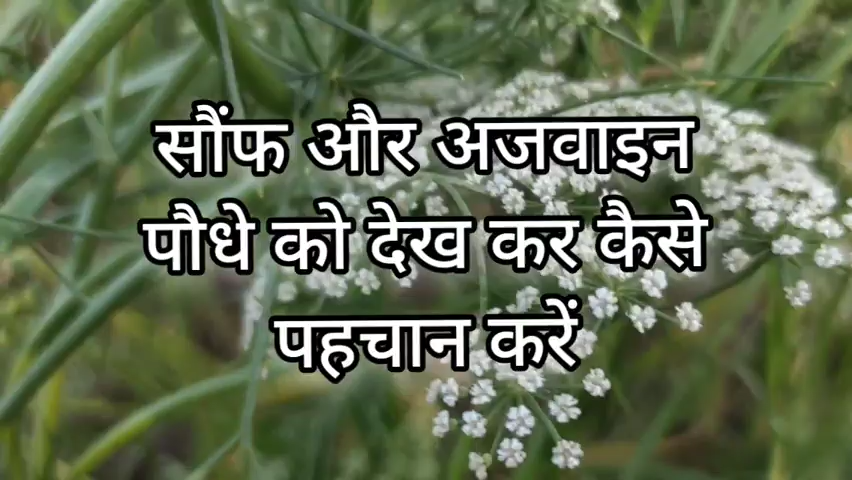 सौंफ और अजवाइन
पौधे को देख कर कैसे
पहचान करें